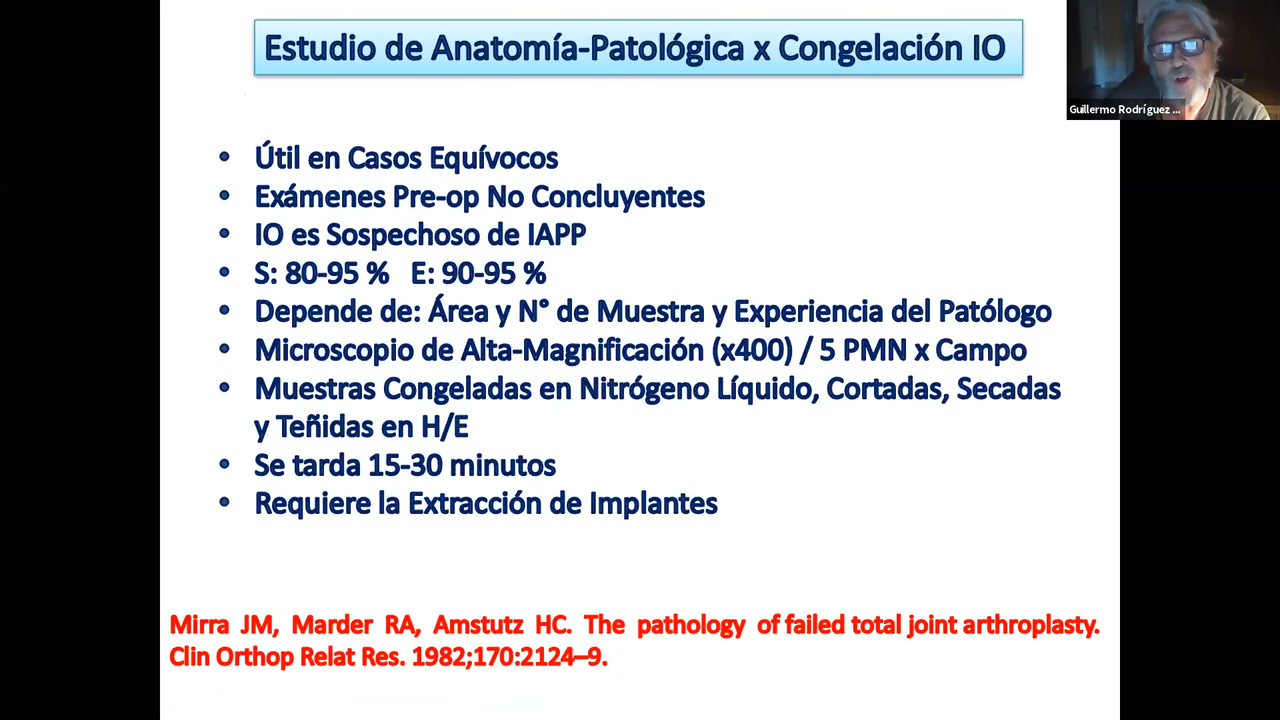 Estudio de Anatomía-Patológica x Congelación IO
Guillermo Rodríguez ...
• Útil en Casos Equívocos
• Exámenes Pre-op No Concluyentes
• IO es Sospechoso de IAPP
• S: 80-95 % E: 90-95 %
• Depende de: Área y N° de Muestra y Experiencia del Patólogo
• Microscopio de Alta-Magnificación (x400) / 5 PMN x Campo
• Muestras Congeladas en Nitrógeno Líquido, Cortadas, Secadas
y Teñidas en H/E
• Se tarda 15-30 minutos
• Requiere la Extracción de Implantes
Mirra JM, Marder RA, Amstutz HC. The pathology of failed total joint arthroplasty.
Clin Orthop Relat Res. 1982;170:2124–9.